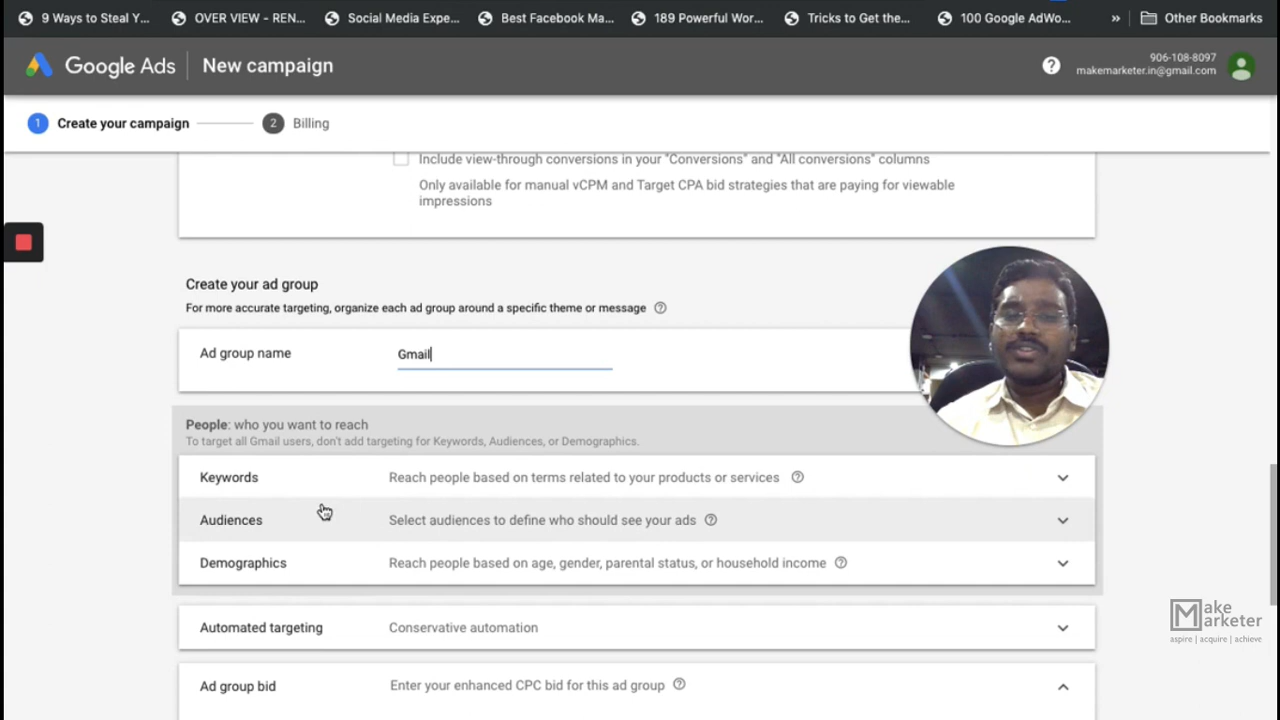 9 Ways to Steal Y...
OVER VIEW - REN...
Social Media Expe...
Best Facebook Ma...
189 Powerful Wor...
Tricks to Get the...
100 Google AdWo...
»
Other Bookmarks
Google Ads
New campaign
?
906-108-8097
makemarketer.in@gmail.com
1 Create your campaign
2 Billing
Include view-through conversions in your "Conversions" and "All conversions" columns
Only available for manual vCPM and Target CPA bid strategies that are paying for viewable
impressions
Create your ad group
For more accurate targeting, organize each ad group around a specific theme or message ?
Ad group name
Gmail
People: who you want to reach
To target all Gmail users, don't add targeting for Keywords, Audiences, or Demographics.
Keywords
Reach people based on terms related to your products or services ?
Audiences
Select audiences to define who should see your ads ?
Demographics
Reach people based on age, gender, parental status, or household income ?
Automated targeting
Conservative automation
Ad group bid
Enter your enhanced CPC bid for this ad group ?
Make
Marketer
aspire | acquire | achieve